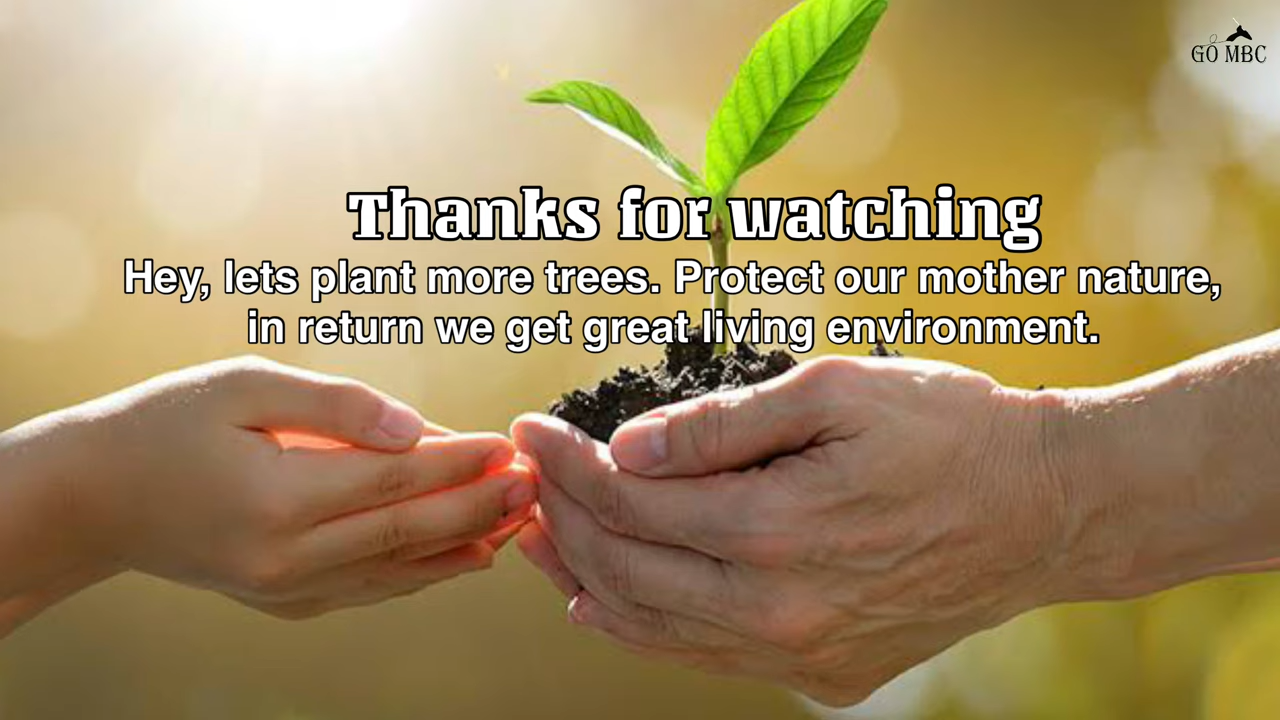 GO MBC
Thanks for watching
Hey, lets plant more trees. Protect our mother nature,
in return we get great living environment.